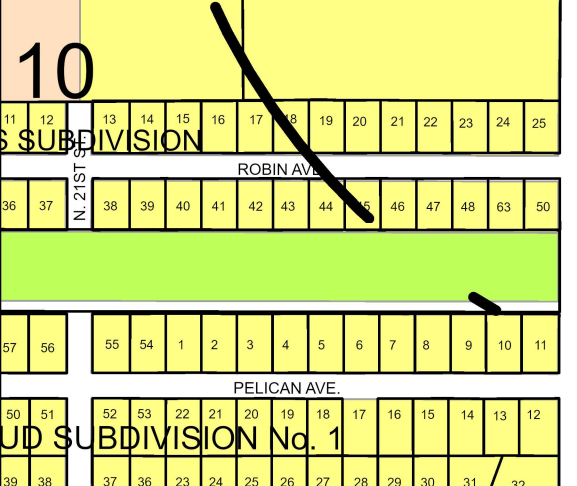 10
11 12 13 14 15 16 17 18 19 20 21 22 23 24 25
S SUBDIVISION
ROBIN AVE.
N. 21ST ST.
36 37 38 39 40 41 42 43 44 45 46 47 48 63 50
57 56 55 54 1 2 3 4 5 6 7 8 9 10 11
PELICAN AVE.
50 51 52 53 22 21 20 19 18 17 16 15 14 13 12
UD SUBDIVISION No. 1
39 38 37 36 23 24 25 26 27 28 29 30 31 32